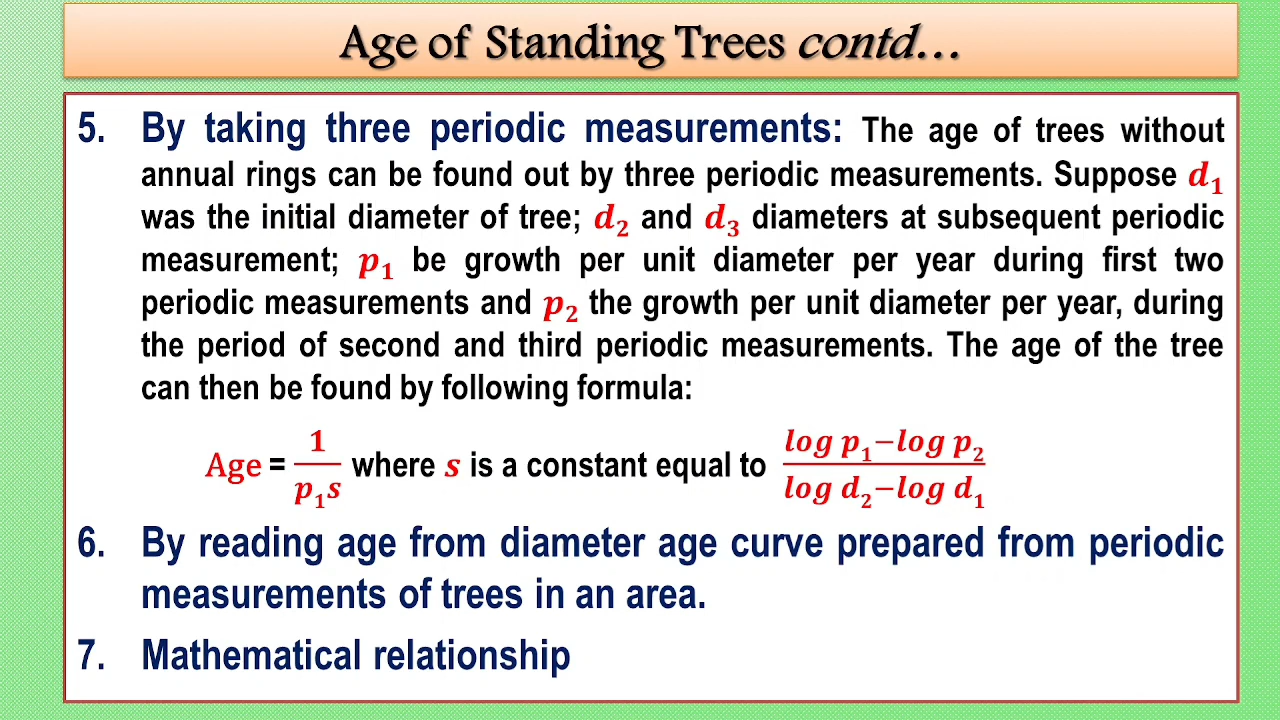 Age of Standing Trees contd...
5. By taking three periodic measurements: The age of trees without
annual rings can be found out by three periodic measurements. Suppose d₁
was the initial diameter of tree; d₂ and d₃ diameters at subsequent periodic
measurement; p₁ be growth per unit diameter per year during first two
periodic measurements and p₂ the growth per unit diameter per year, during
the period of second and third periodic measurements. The age of the tree
can then be found by following formula:
Age = 1/(p₁s) where s is a constant equal to (log p₁−log p₂)/(log d₂−log d₁)
6. By reading age from diameter age curve prepared from periodic
measurements of trees in an area.
7. Mathematical relationship